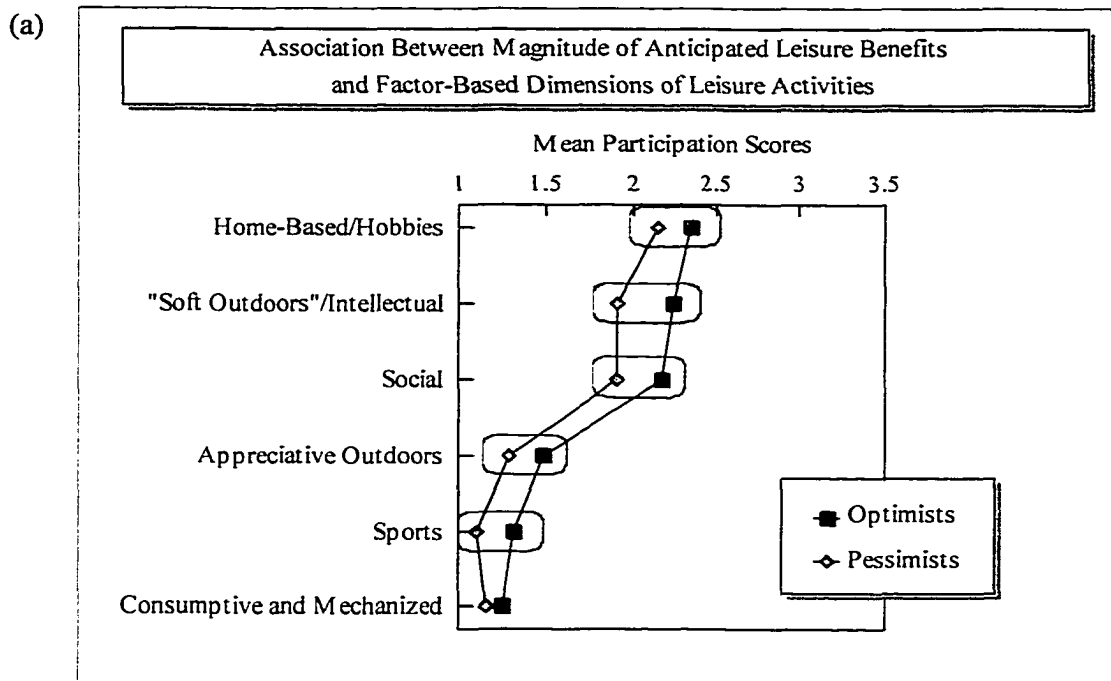 (a)
Association Between Magnitude of Anticipated Leisure Benefits
and Factor-Based Dimensions of Leisure Activities
Mean Participation Scores
1 1.5 2 2.5 3 3.5
Home-Based/Hobbies
"Soft Outdoors"/Intellectual
Social
Appreciative Outdoors
Sports
Consumptive and Mechanized
Optimists
Pessimists